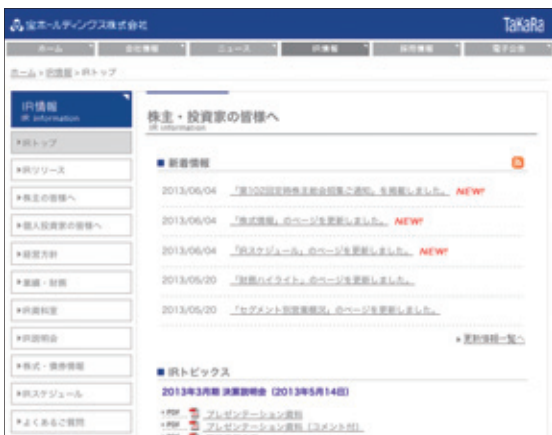 宝ホールディングス株式会社
TaKaRa
ホーム
会社情報
ニュース
IR情報
採用情報
電子公告
ホーム > IR情報 > IRトップ
IR情報
IR information
IRトップ
IRリリース
株主の皆様へ
個人投資家の皆様へ
経営方針
業績・財務
IR資料室
IR説明会
株式・債券情報
IRスケジュール
よくあるご質問
株主・投資家の皆様へ
IR information
■ 新着情報
2013/06/04 「第102回定時株主総会招集ご通知」を掲載しました。 NEW!
2013/06/04 「株式情報」のページを更新しました。 NEW!
2013/06/04 「IRスケジュール」のページを更新しました。 NEW!
2013/05/20 「財務ハイライト」のページを更新しました。
2013/05/20 「セグメント別営業概況」のページを更新しました。
更新情報一覧へ
■ IRトピックス
2013年3月期 決算説明会（2013年5月14日）
PDF プレゼンテーション資料
PDF プレゼンテーション資料（コメント付）